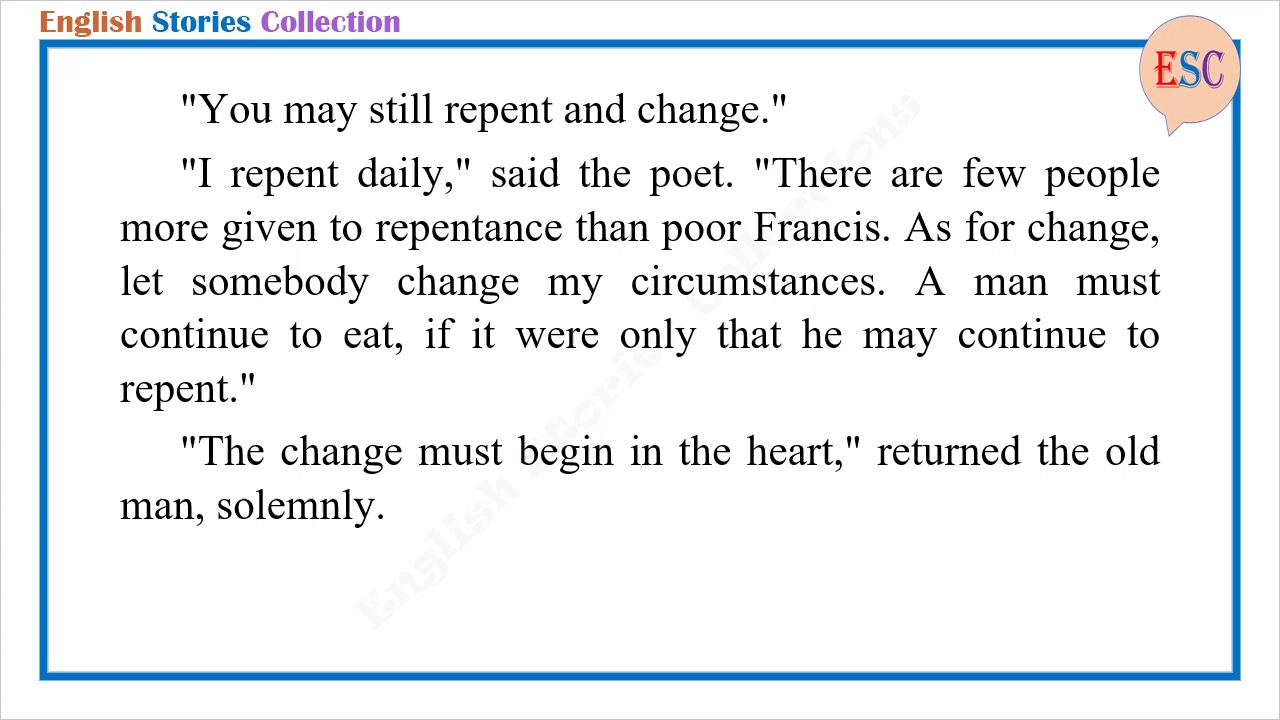 English Stories Collection
ESC
"You may still repent and change."
"I repent daily," said the poet. "There are few people
more given to repentance than poor Francis. As for change,
let somebody change my circumstances. A man must
continue to eat, if it were only that he may continue to
repent."
"The change must begin in the heart," returned the old
man, solemnly.
English Stories Collections